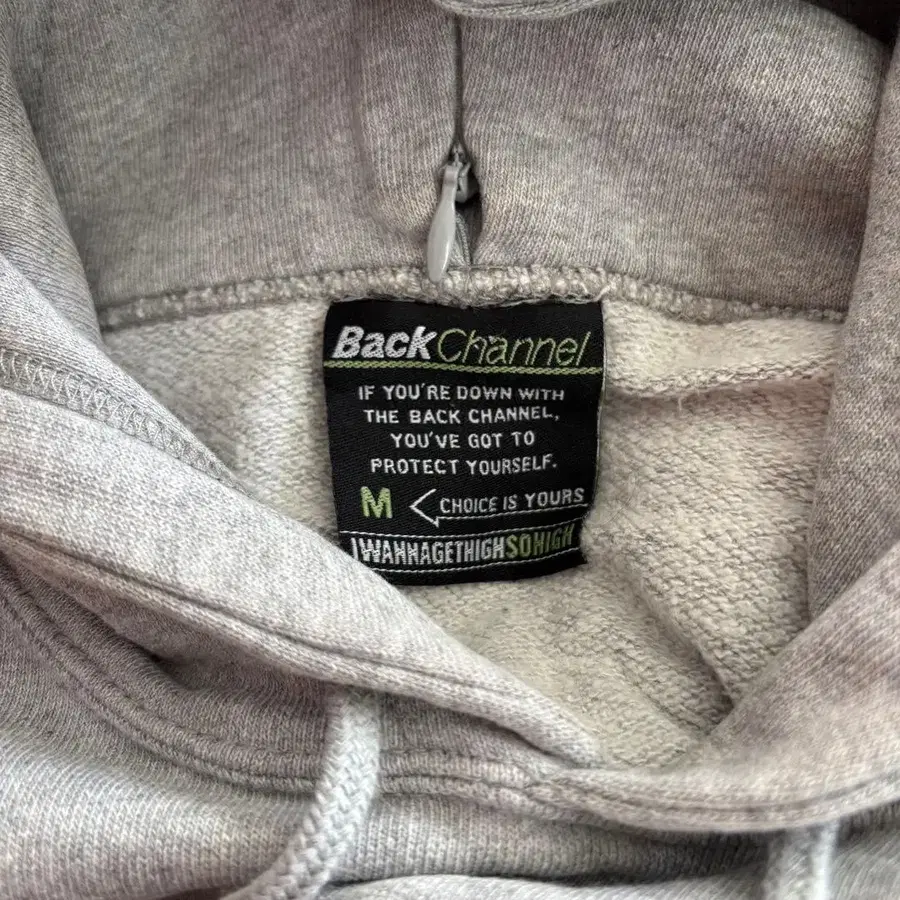 BackChannel
IF YOU'RE DOWN WITH
THE BACK CHANNEL,
YOU'VE GOT TO
PROTECT YOURSELF.
M CHOICE IS YOURS
IWANNAGETHIGHSOHIGH